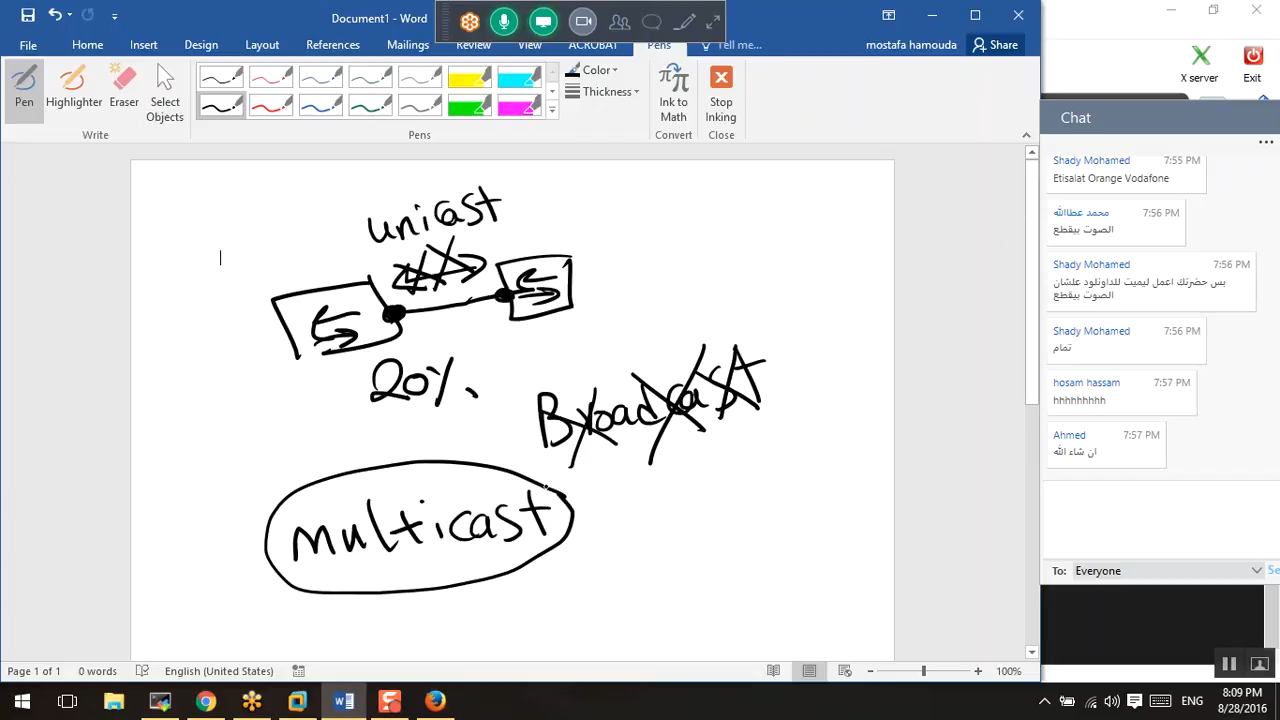 Document1 - Word
X server
Exit
File
Home
Insert
Design
Layout
References
Mailings
Review
View
ACROBAT
Pens
Tell me...
mostafa hamouda
Share
Pen
Highlighter
Eraser
Select Objects
Write
Pens
Color
Thickness
Ink to Math
Convert
Stop Inking
Close
Chat
Shady Mohamed 7:55 PM
Etisalat Orange Vodafone
محمد عطاالله 7:56 PM
الصوت بيقطع
Shady Mohamed 7:56 PM
بس حضرتك اعمل ليميت للداونلود علشان
الصوت بيقطع
Shady Mohamed 7:56 PM
تمام
hosam hassam 7:57 PM
hhhhhhhhh
Ahmed 7:57 PM
ان شاء الله
To: Everyone
Se
unicast
20%.
Broadcast
multicast
Page 1 of 1
0 words
English (United States)
100%
ENG
8:09 PM
8/28/2016